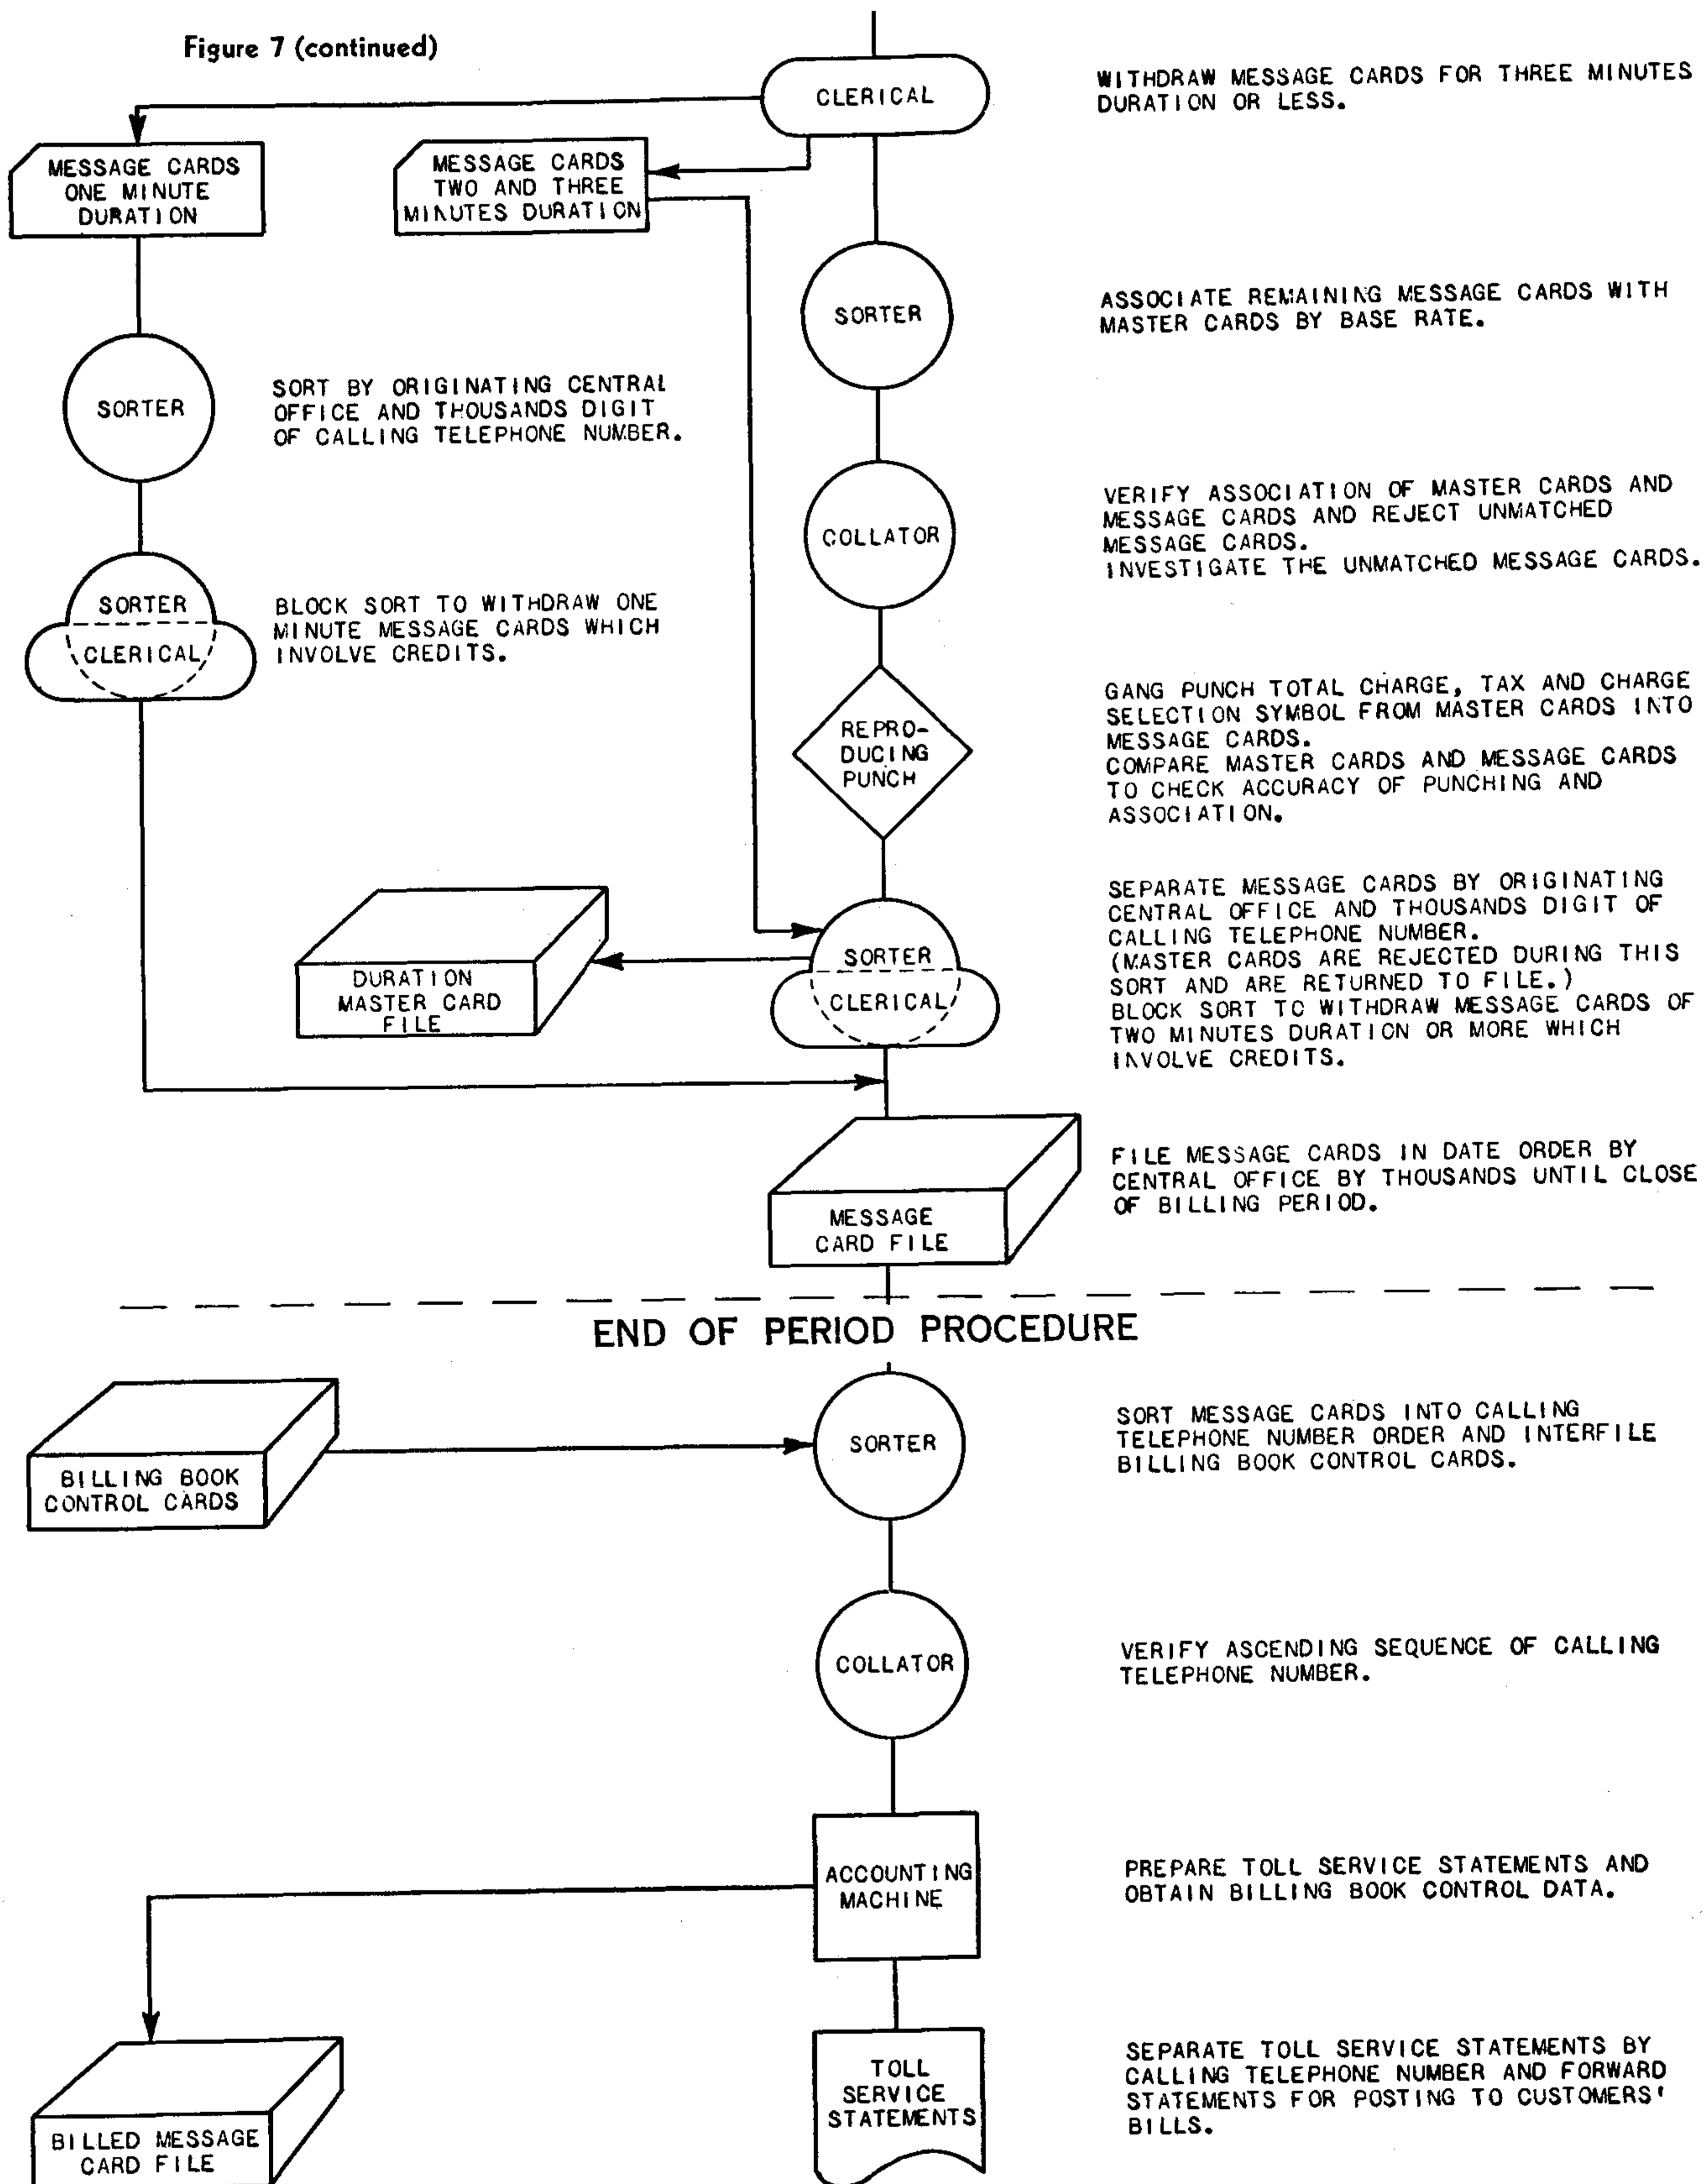 Figure 7 (continued)
CLERICAL
WITHDRAW MESSAGE CARDS FOR THREE MINUTES
DURATION OR LESS.
MESSAGE CARDS
ONE MINUTE
DURATION
MESSAGE CARDS
TWO AND THREE
MINUTES DURATION
SORTER
ASSOCIATE REMAINING MESSAGE CARDS WITH
MASTER CARDS BY BASE RATE.
SORTER
SORT BY ORIGINATING CENTRAL
OFFICE AND THOUSANDS DIGIT
OF CALLING TELEPHONE NUMBER.
COLLATOR
VERIFY ASSOCIATION OF MASTER CARDS AND
MESSAGE CARDS AND REJECT UNMATCHED
MESSAGE CARDS.
INVESTIGATE THE UNMATCHED MESSAGE CARDS.
SORTER
CLERICAL
BLOCK SORT TO WITHDRAW ONE
MINUTE MESSAGE CARDS WHICH
INVOLVE CREDITS.
REPRO-
DUCING
PUNCH
GANG PUNCH TOTAL CHARGE, TAX AND CHARGE
SELECTION SYMBOL FROM MASTER CARDS INTO
MESSAGE CARDS.
COMPARE MASTER CARDS AND MESSAGE CARDS
TO CHECK ACCURACY OF PUNCHING AND
ASSOCIATION.
DURATION
MASTER CARD
FILE
SORTER
CLERICAL
SEPARATE MESSAGE CARDS BY ORIGINATING
CENTRAL OFFICE AND THOUSANDS DIGIT OF
CALLING TELEPHONE NUMBER.
(MASTER CARDS ARE REJECTED DURING THIS
SORT AND ARE RETURNED TO FILE.)
BLOCK SORT TO WITHDRAW MESSAGE CARDS OF
TWO MINUTES DURATION OR MORE WHICH
INVOLVE CREDITS.
MESSAGE
CARD FILE
FILE MESSAGE CARDS IN DATE ORDER BY
CENTRAL OFFICE BY THOUSANDS UNTIL CLOSE
OF BILLING PERIOD.
END OF PERIOD PROCEDURE
BILLING BOOK
CONTROL CARDS
SORTER
SORT MESSAGE CARDS INTO CALLING
TELEPHONE NUMBER ORDER AND INTERFILE
BILLING BOOK CONTROL CARDS.
COLLATOR
VERIFY ASCENDING SEQUENCE OF CALLING
TELEPHONE NUMBER.
ACCOUNTING
MACHINE
PREPARE TOLL SERVICE STATEMENTS AND
OBTAIN BILLING BOOK CONTROL DATA.
BILLED MESSAGE
CARD FILE
TOLL
SERVICE
STATEMENTS
SEPARATE TOLL SERVICE STATEMENTS BY
CALLING TELEPHONE NUMBER AND FORWARD
STATEMENTS FOR POSTING TO CUSTOMERS'
BILLS.